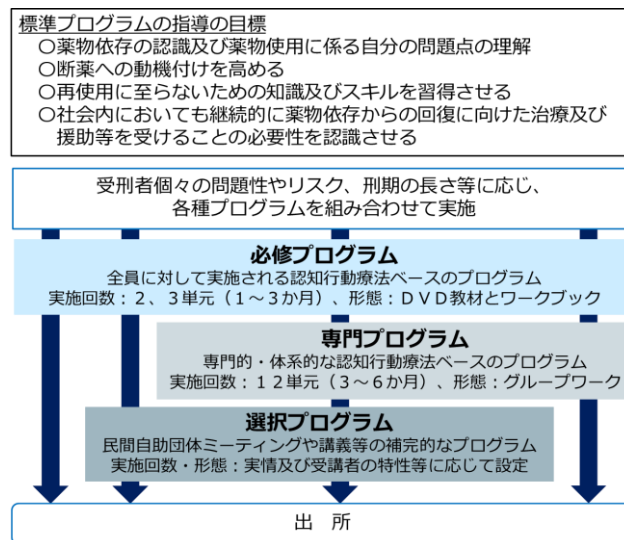 標準プログラムの指導の目標
○薬物依存の認識及び薬物使用に係る自分の問題点の理解
○断薬への動機付けを高める
○再使用に至らないための知識及びスキルを習得させる
○社会内においても継続的に薬物依存からの回復に向けた治療及び
援助等を受けることの必要性を認識させる
受刑者個々の問題性やリスク、刑期の長さ等に応じ、
各種プログラムを組み合わせて実施
必修プログラム
全員に対して実施される認知行動療法ベースのプログラム
実施回数：２、３単元（１～３か月）、形態：ＤＶＤ教材とワークブック
専門プログラム
専門的・体系的な認知行動療法ベースのプログラム
実施回数：１２単元（３～６か月）、形態：グループワーク
選択プログラム
民間自助団体ミーティングや講義等の補完的なプログラム
実施回数・形態：実情及び受講者の特性等に応じて設定
出　所